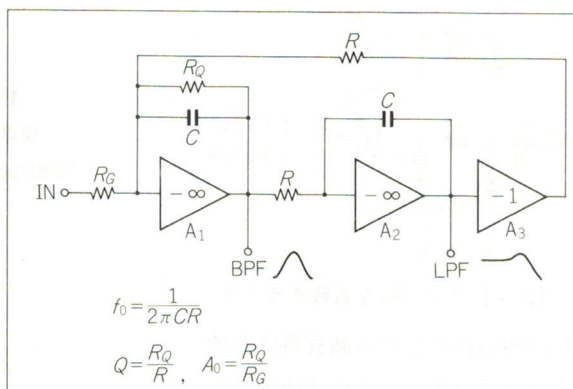 R
R_Q
C
C
R_G
R
IN
−∞
−∞
−1
A_1
A_2
A_3
BPF
LPF
f_0 = 1/(2πCR)
Q = R_Q/R , A_0 = R_Q/R_G